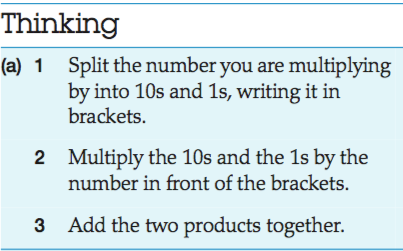 Thinking
(a) 1 Split the number you are multiplying
by into 10s and 1s, writing it in
brackets.
2 Multiply the 10s and the 1s by the
number in front of the brackets.
3 Add the two products together.